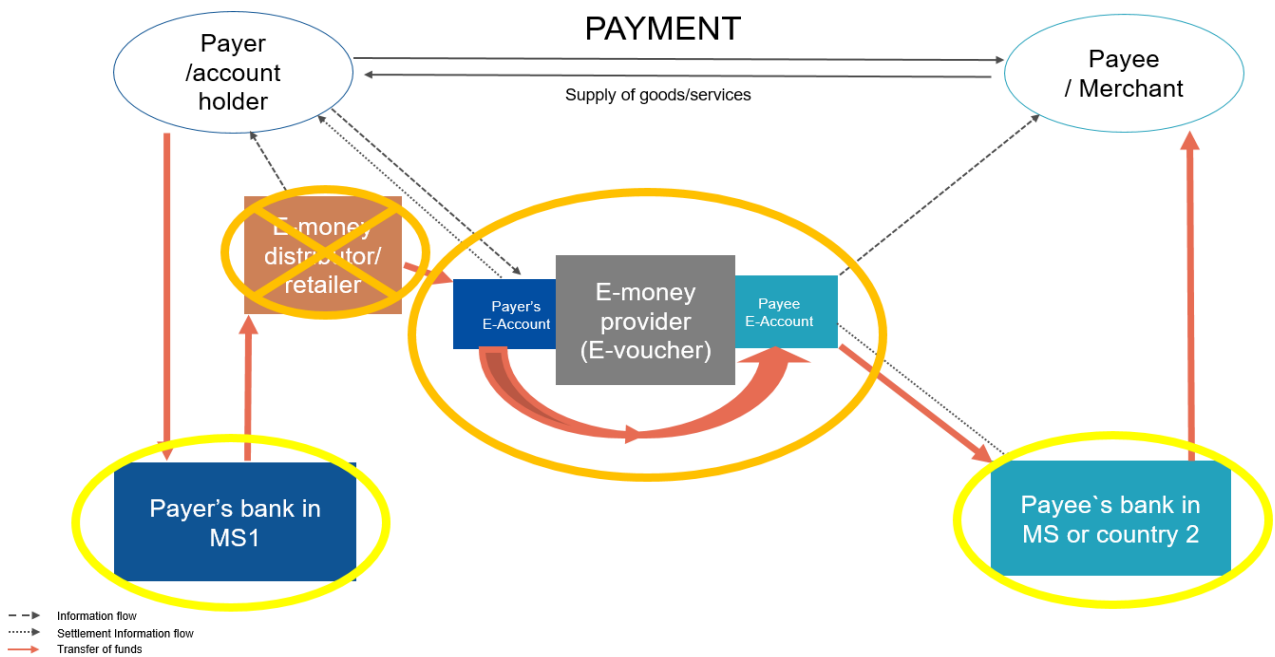 PAYMENT
Payer
/account
holder
Payee
/ Merchant
Supply of goods/services
E-money
distributor/
retailer
Payer's
E-Account
E-money
provider
(E-voucher)
Payee
E-Account
Payer’s bank in
MS1
Payee`s bank in
MS or country 2
Information flow
Settlement Information flow
Transfer of funds